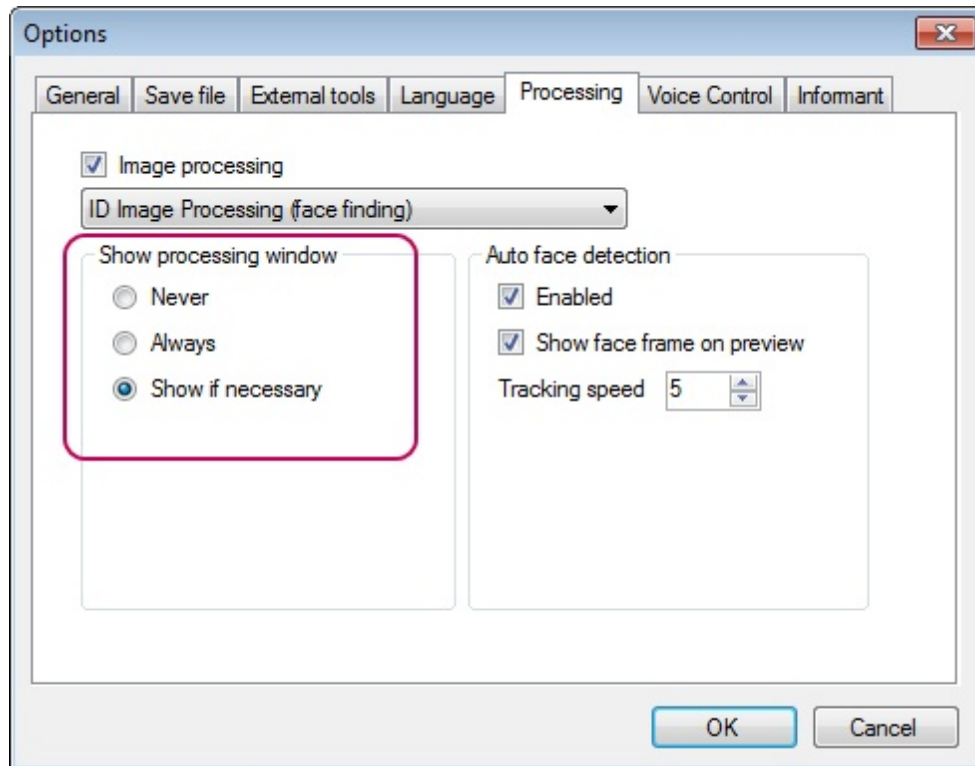 Options
General Save file External tools Language Processing Voice Control Informant
Image processing
ID Image Processing (face finding)
Show processing window
Never
Always
Show if necessary
Auto face detection
Enabled
Show face frame on preview
Tracking speed 5
OK Cancel